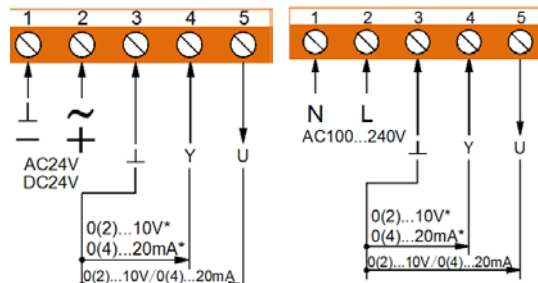 1 2 3 4 5
⊥ ~
− +
AC24V
DC24V
⊥ Y U
0(2)...10V*
0(4)...20mA*
0(2)...10V/0(4)...20mA
1 2 3 4 5
N L
AC100...240V
⊥ Y U
0(2)...10V*
0(4)...20mA*
0(2)...10V/0(4)...20mA